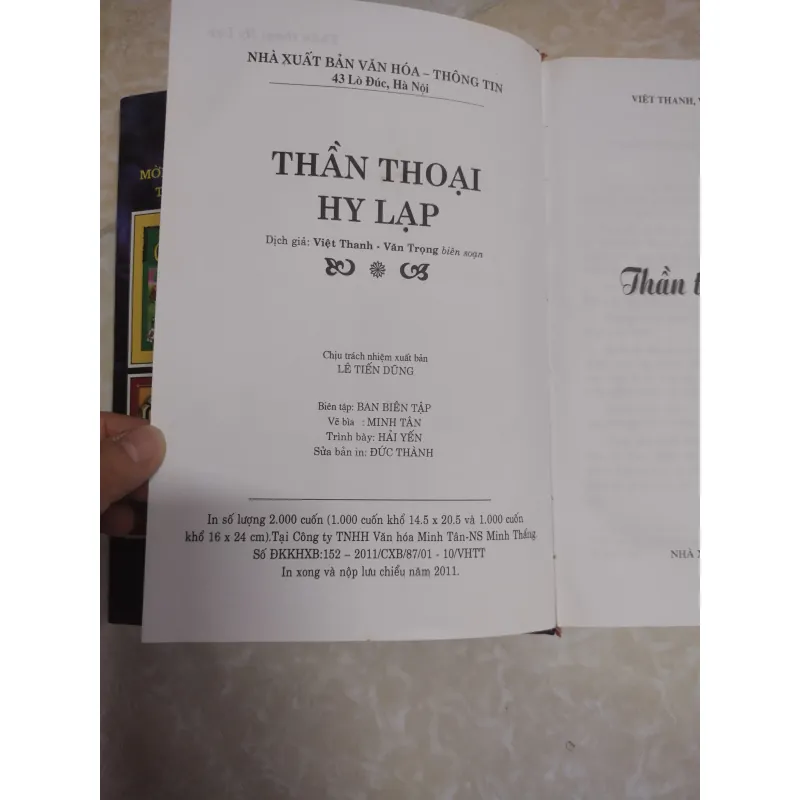 NHÀ XUẤT BẢN VĂN HÓA – THÔNG TIN
43 Lò Đúc, Hà Nội
THẦN THOẠI
HY LẠP
Dịch giả: Việt Thanh - Văn Trọng biên soạn
Chịu trách nhiệm xuất bản
LÊ TIẾN DŨNG
Biên tập: BAN BIÊN TẬP
Vẽ bìa : MINH TÂN
Trình bày: HẢI YẾN
Sửa bản in: ĐỨC THÀNH
In số lượng 2.000 cuốn (1.000 cuốn khổ 14.5 x 20.5 và 1.000 cuốn
khổ 16 x 24 cm).Tại Công ty TNHH Văn hóa Minh Tân-NS Minh Thắng.
Số ĐKKHXB:152 – 2011/CXB/87/01 - 10/VHTT
In xong và nộp lưu chiểu năm 2011.
VIỆT THANH,
Thần
NHÀ